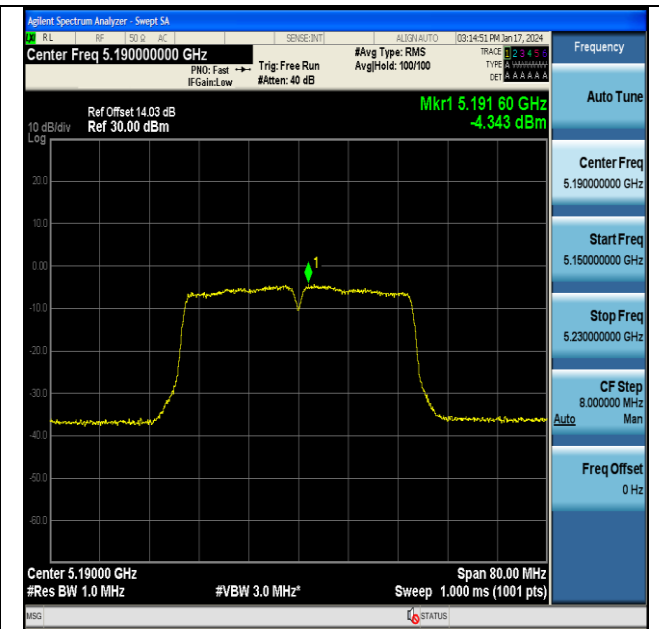 Agilent Spectrum Analyzer - Swept SA
RL RF 50 Ω AC SENSE:INT ALIGN AUTO 03:14:51 PM Jan 17, 2024
Center Freq 5.190000000 GHz
PNO: Fast
IFGain:Low
Trig: Free Run
#Atten: 40 dB
#Avg Type: RMS
Avg|Hold: 100/100
TRACE 1 2 3 4 5 6
TYPE A WWWWW
DET A A A A A A
Ref Offset 14.03 dB
Ref 30.00 dBm
10 dB/div
Log
Mkr1 5.191 60 GHz
-4.343 dBm
20.0
10.0
0.00
-10.0
-20.0
-30.0
-40.0
-50.0
-60.0
1
Center 5.19000 GHz
Span 80.00 MHz
#Res BW 1.0 MHz
#VBW 3.0 MHz*
Sweep 1.000 ms (1001 pts)
MSG
STATUS
Frequency
Auto Tune
Center Freq
5.190000000 GHz
Start Freq
5.150000000 GHz
Stop Freq
5.230000000 GHz
CF Step
8.000000 MHz
Auto Man
Freq Offset
0 Hz